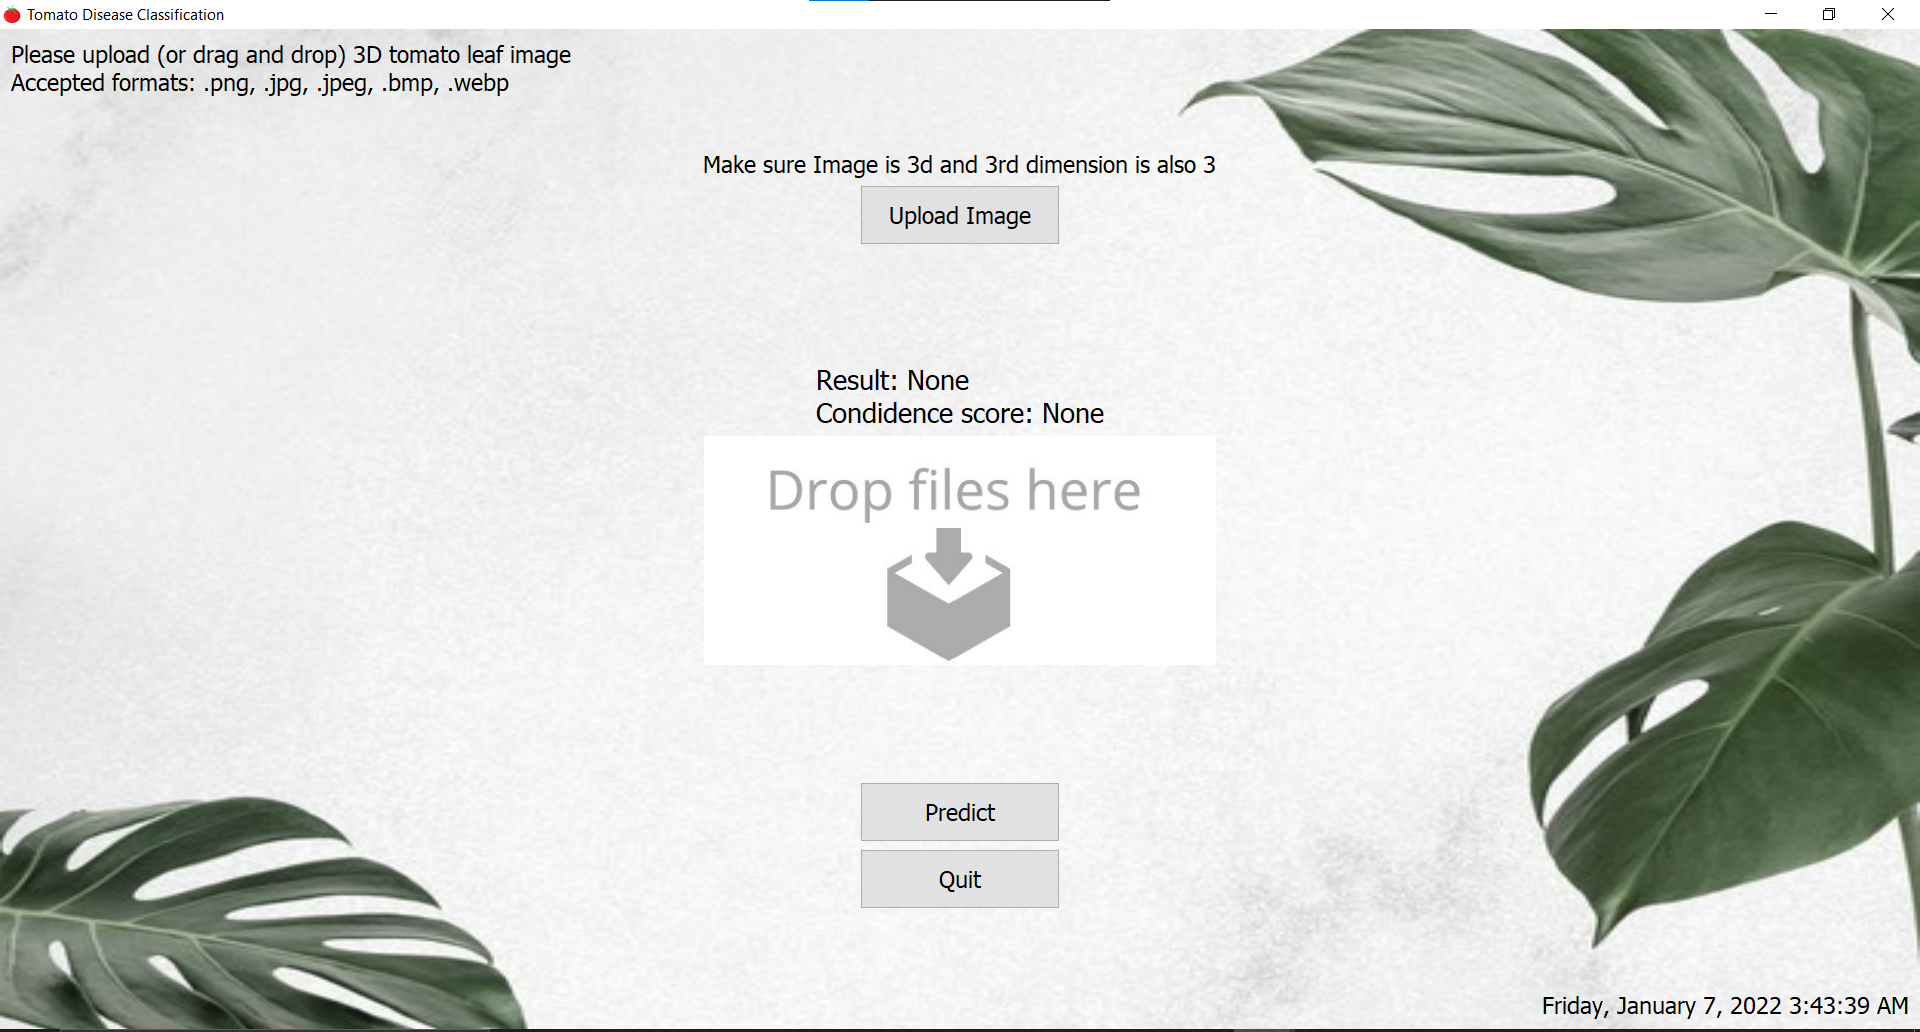 Tomato Disease Classification
Please upload (or drag and drop) 3D tomato leaf image
Accepted formats: .png, .jpg, .jpeg, .bmp, .webp
Make sure Image is 3d and 3rd dimension is also 3
Upload Image
Result: None
Condidence score: None
Drop files here
Predict
Quit
Friday, January 7, 2022 3:43:39 AM